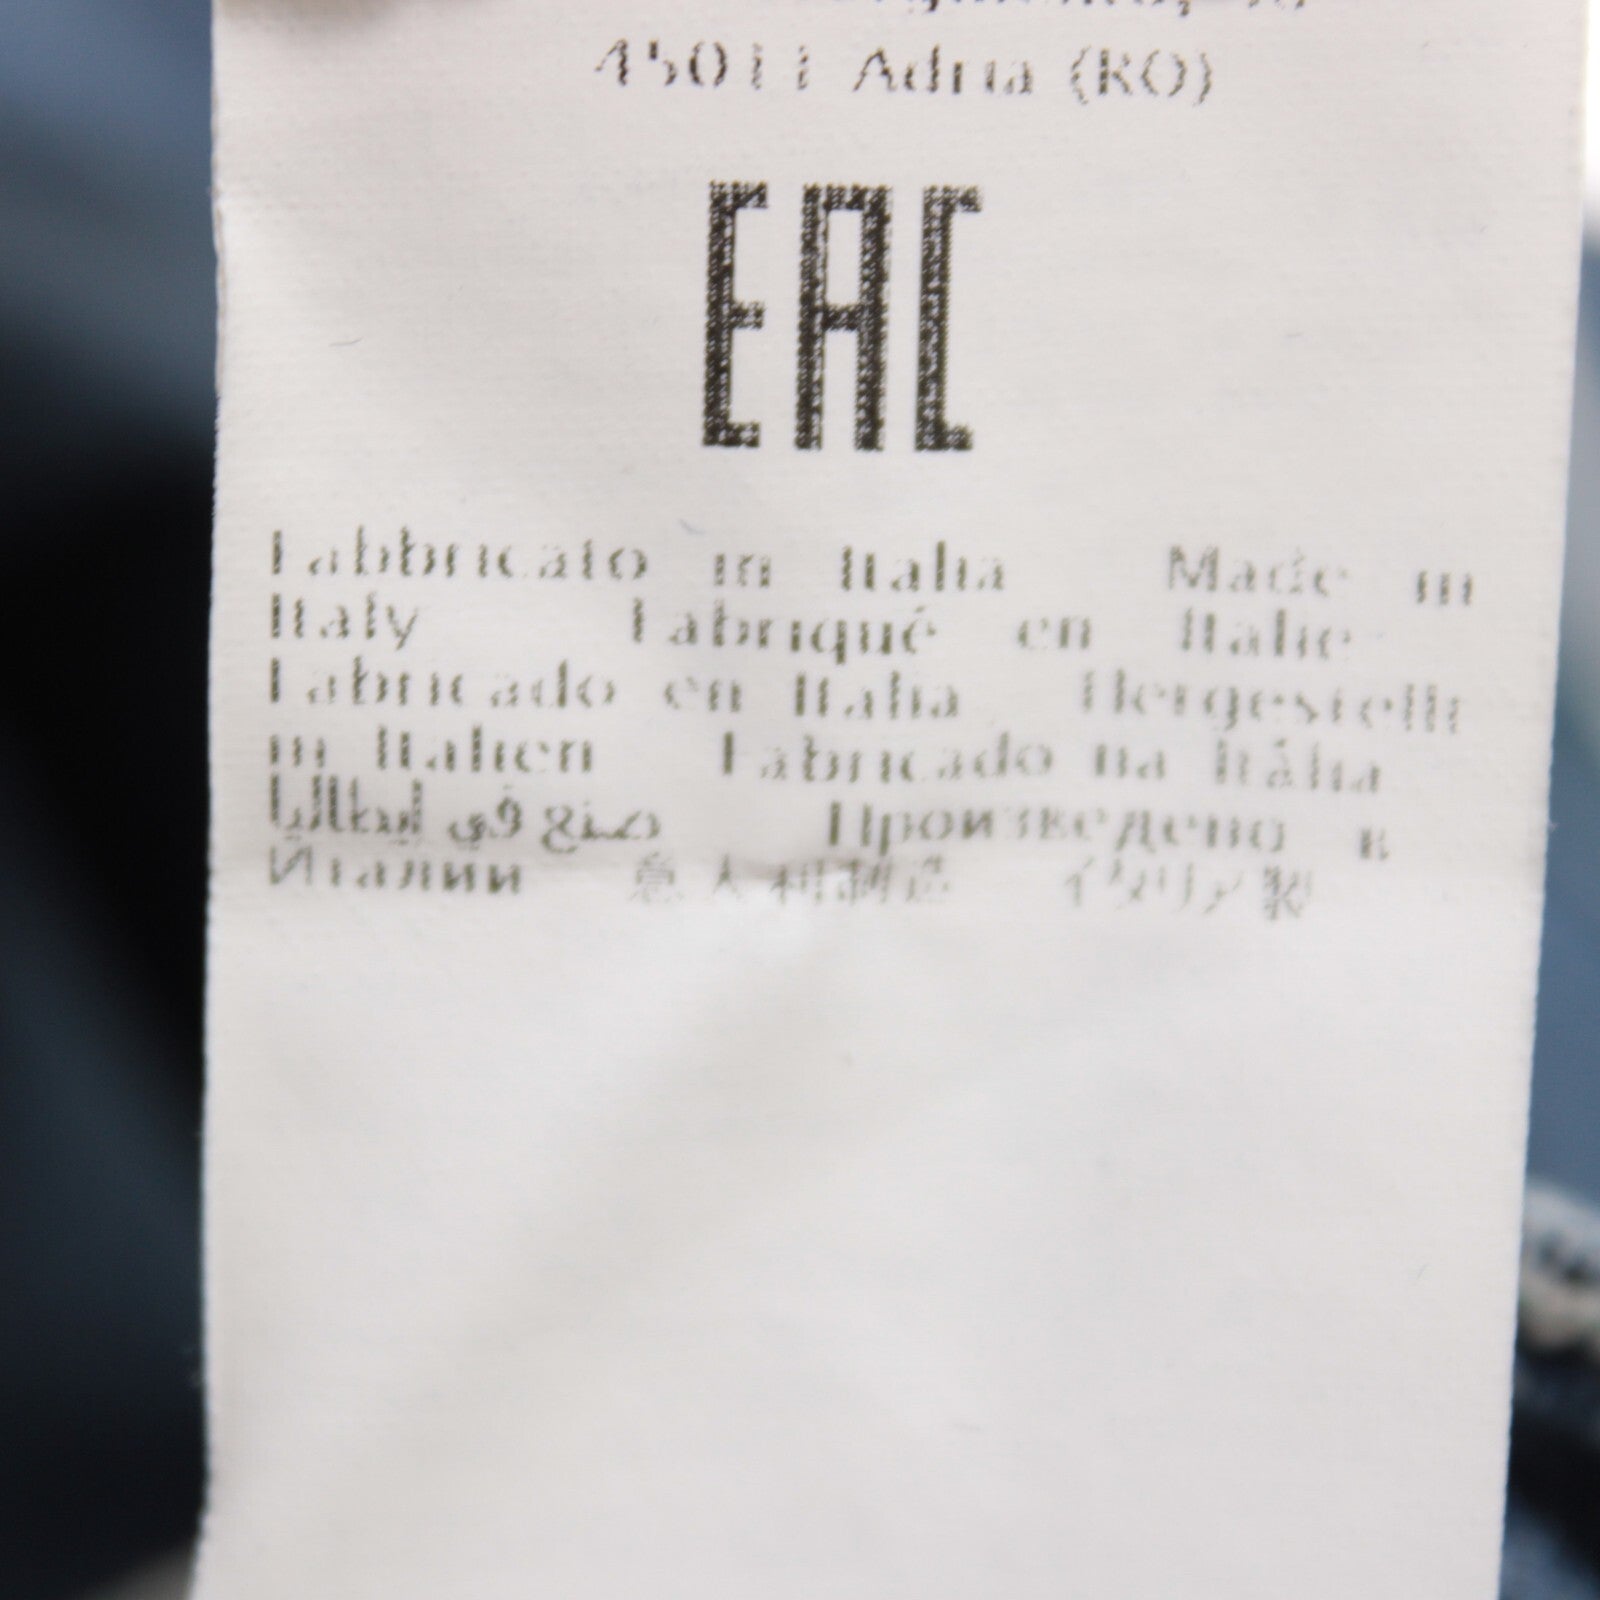 45011 Adria (RO)
EAC
Fabbricato in Italia Made in
Italy Fabriqué en Italie
Fabricado en Italia Hergestellt
in Italien Fabricado na Itália
صنع في إيطاليا Произведено в
Италии 意大利制造 イタリア製